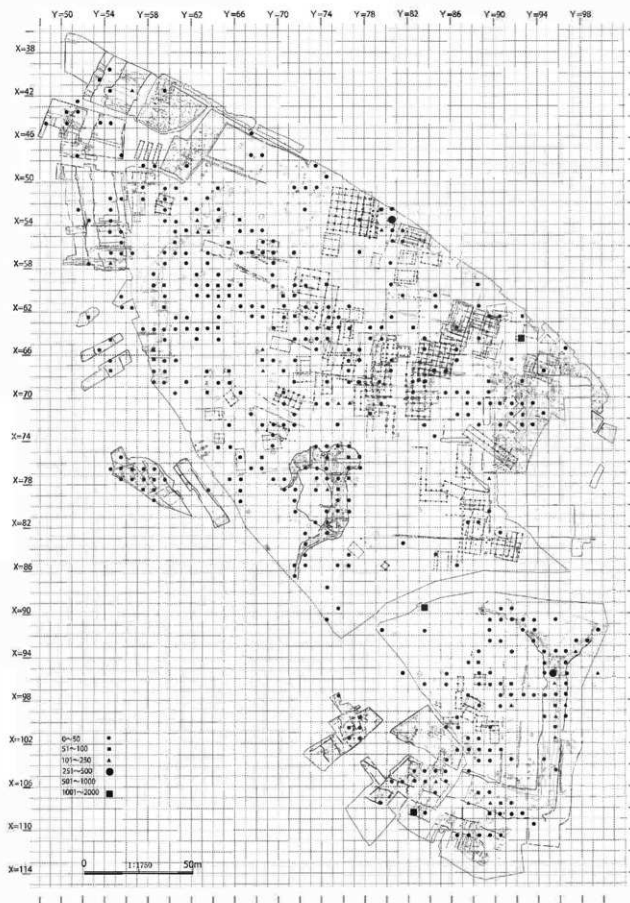 Y=50 Y=54 Y=58 Y=62 Y=66 Y=70 Y=74 Y=78 Y=82 Y=86 Y=90 Y=94 Y=98
X=38
X=42
X=46
X=50
X=54
X=58
X=62
X=66
X=70
X=74
X=78
X=82
X=86
X=90
X=94
X=98
X=102
X=106
X=110
X=114
0~50
51~100
101~250
251~500
501~1000
1001~2000
0 1:1759 50m